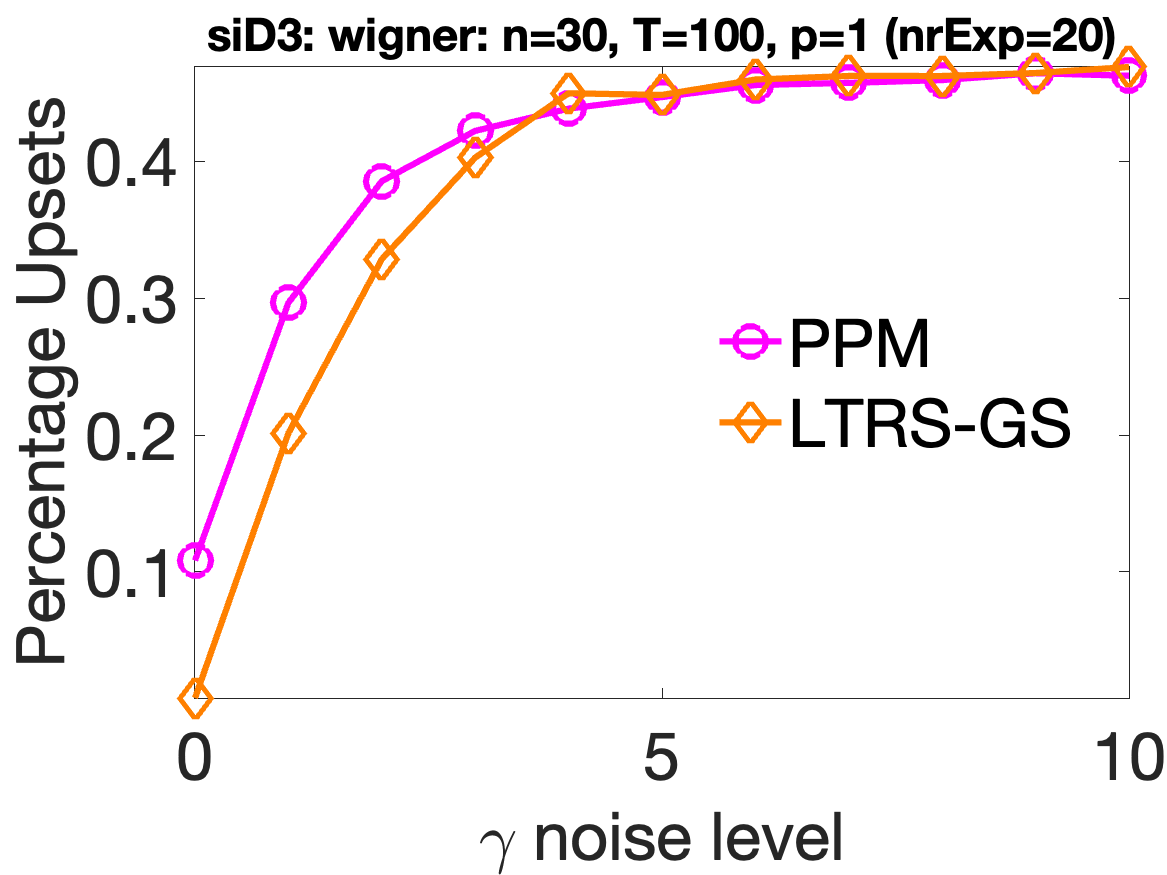 siD3: wigner: n=30, T=100, p=1 (nrExp=20)
Percentage Upsets
0.4
0.3
0.2
0.1
PPM
LTRS-GS
0 5 10
γ noise level